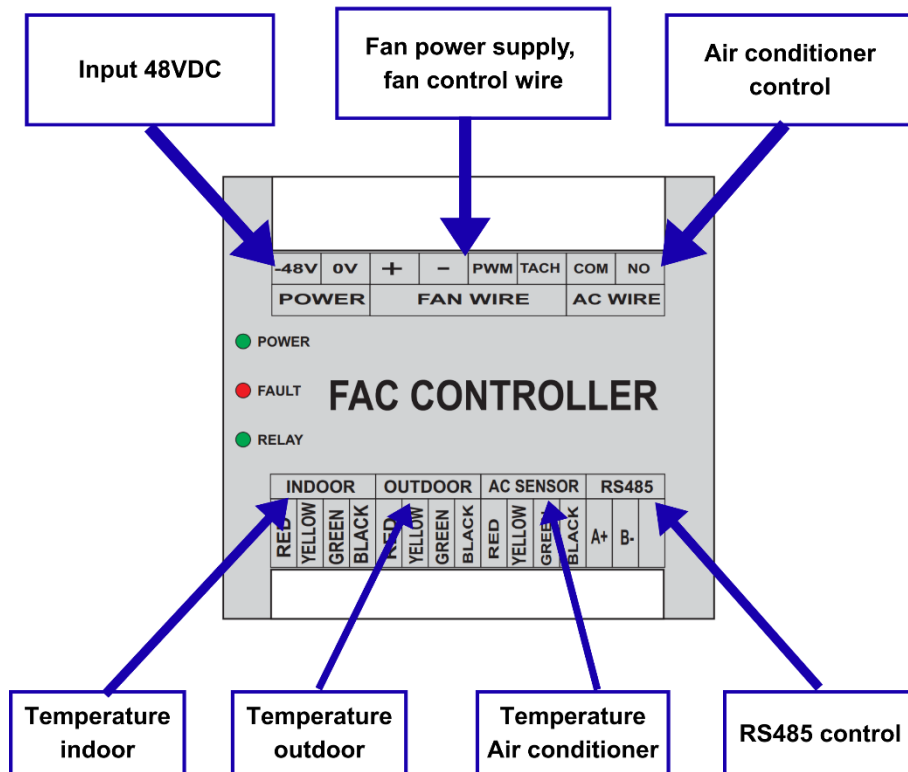 Input 48VDC
Fan power supply,
fan control wire
Air conditioner
control
-48V 0V + - PWM TACH COM NO
POWER FAN WIRE AC WIRE
POWER
FAULT
RELAY
FAC CONTROLLER
INDOOR OUTDOOR AC SENSOR RS485
RED YELLOW GREEN BLACK RED YELLOW GREEN BLACK RED YELLOW GREEN BLACK A+ B-
Temperature
indoor
Temperature
outdoor
Temperature
Air conditioner
RS485 control